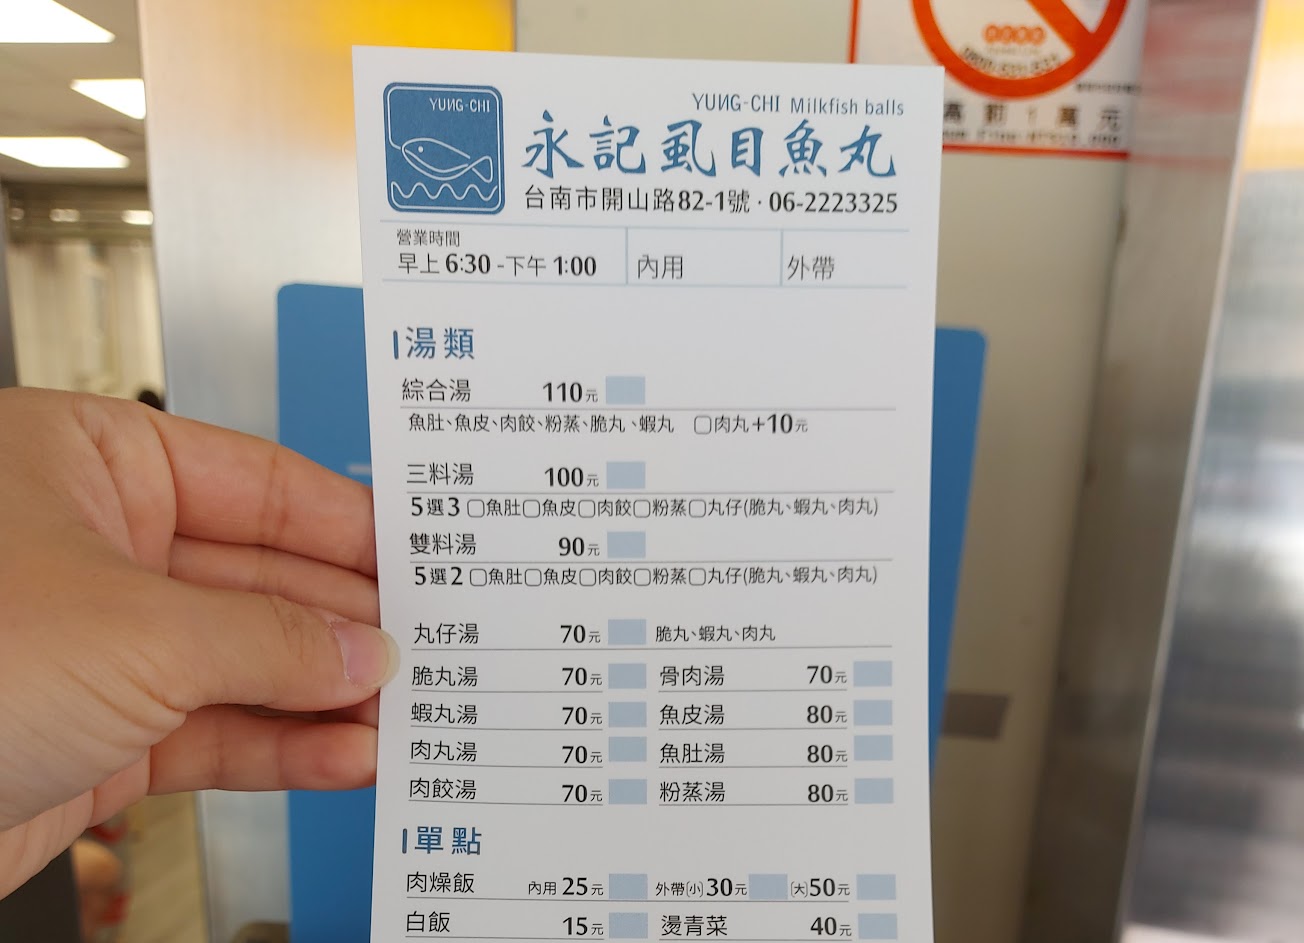 YUNG-CHI
YUNG-CHI Milkfish balls
永記虱目魚丸
台南市開山路82-1號·06-2223325
營業時間
早上6:30-下午1:00
內用
外帶
湯類
綜合湯 110元
魚肚、魚皮、肉餃、粉蒸、脆丸、蝦丸 肉丸+10元
三料湯 100元
5選3 魚肚 魚皮 肉餃 粉蒸 丸仔(脆丸、蝦丸、肉丸)
雙料湯 90元
5選2 魚肚 魚皮 肉餃 粉蒸 丸仔(脆丸、蝦丸、肉丸)
丸仔湯 70元 脆丸、蝦丸、肉丸
脆丸湯 70元 骨肉湯 70元
蝦丸湯 70元 魚皮湯 80元
肉丸湯 70元 魚肚湯 80元
肉餃湯 70元 粉蒸湯 80元
單點
肉燥飯 內用25元 外帶(小)30元 (大)50元
白飯 15元 燙青菜 40元